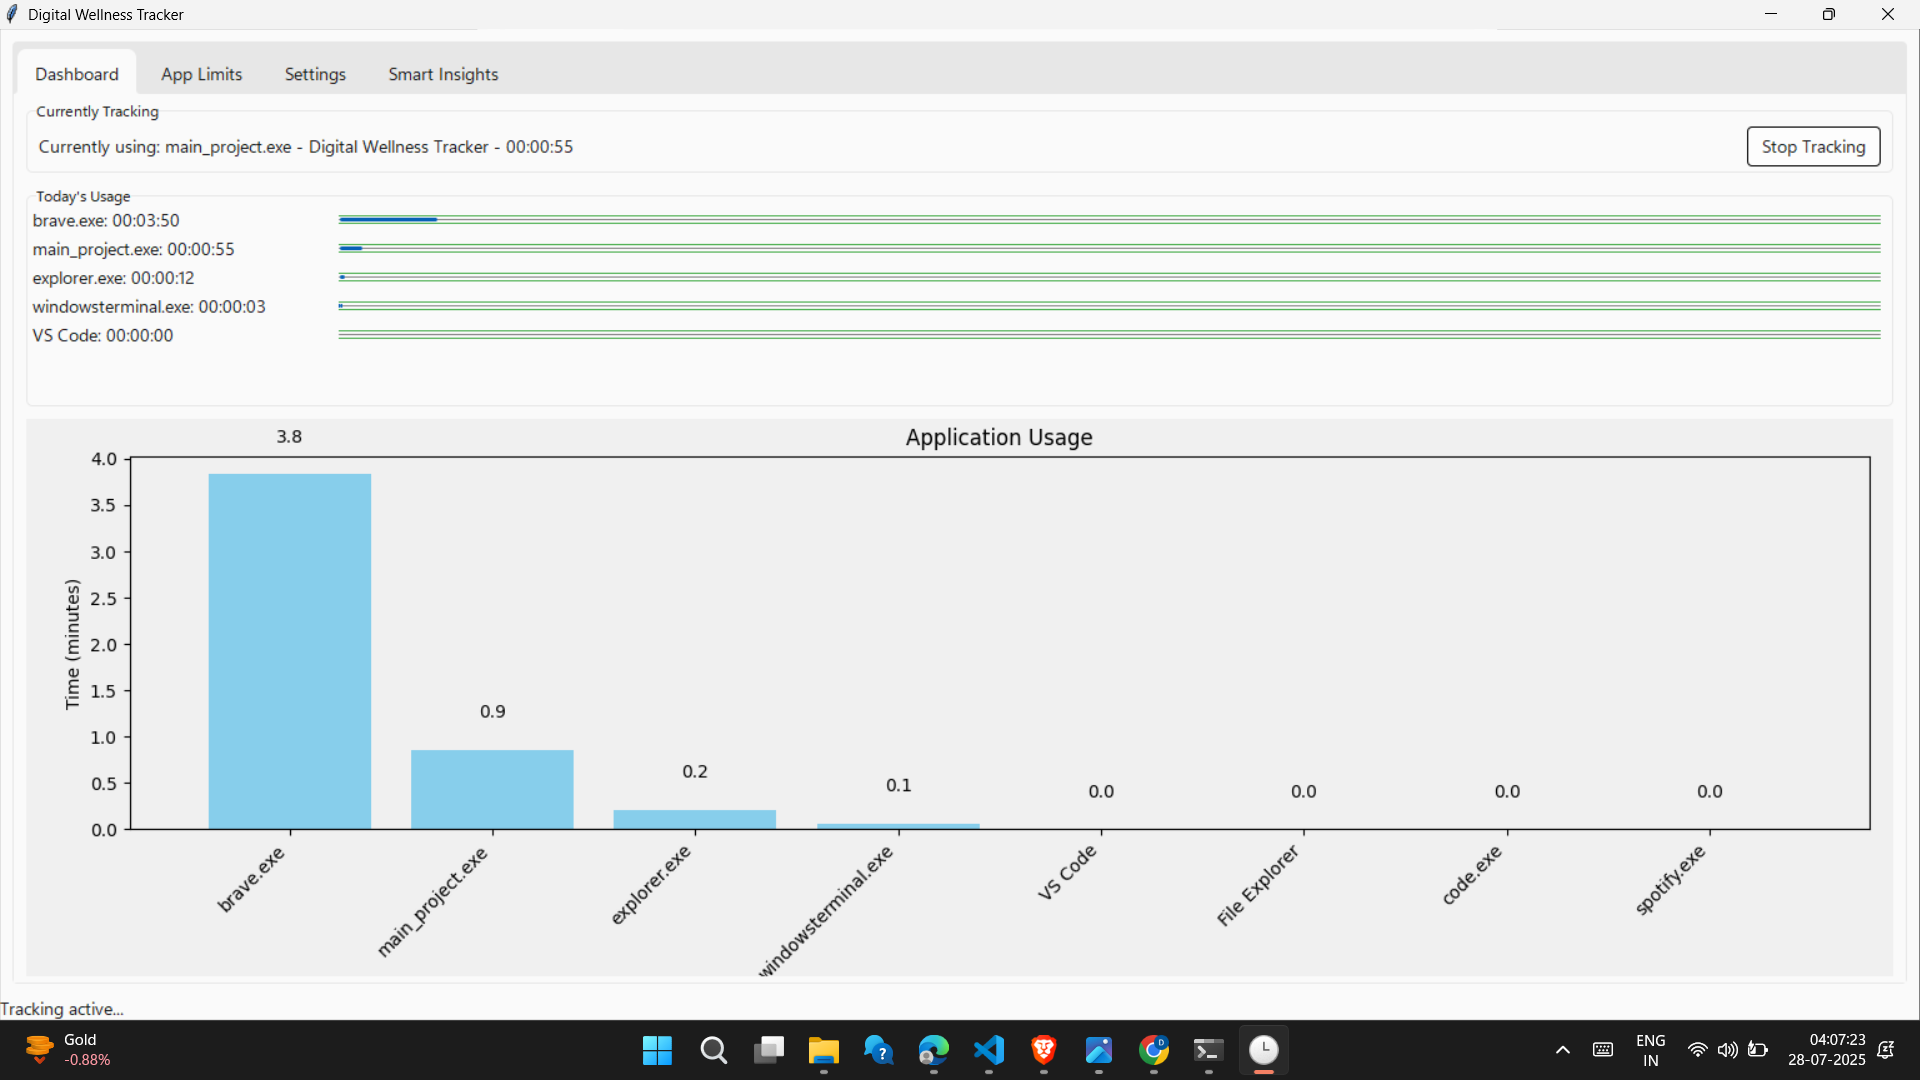 Digital Wellness Tracker
Dashboard App Limits Settings Smart Insights
Currently Tracking
Currently using: main_project.exe - Digital Wellness Tracker - 00:00:55
Stop Tracking
Today's Usage
brave.exe: 00:03:50
main_project.exe: 00:00:55
explorer.exe: 00:00:12
windowsterminal.exe: 00:00:03
VS Code: 00:00:00
Application Usage
Time (minutes)
4.0
3.5
3.0
2.5
2.0
1.5
1.0
0.5
0.0
3.8
0.9
0.2
0.1
0.0
0.0
0.0
0.0
brave.exe
main_project.exe
explorer.exe
windowsterminal.exe
VS Code
File Explorer
code.exe
spotify.exe
Tracking active...
Gold
-0.88%
D
ENG
IN
04:07:23
28-07-2025